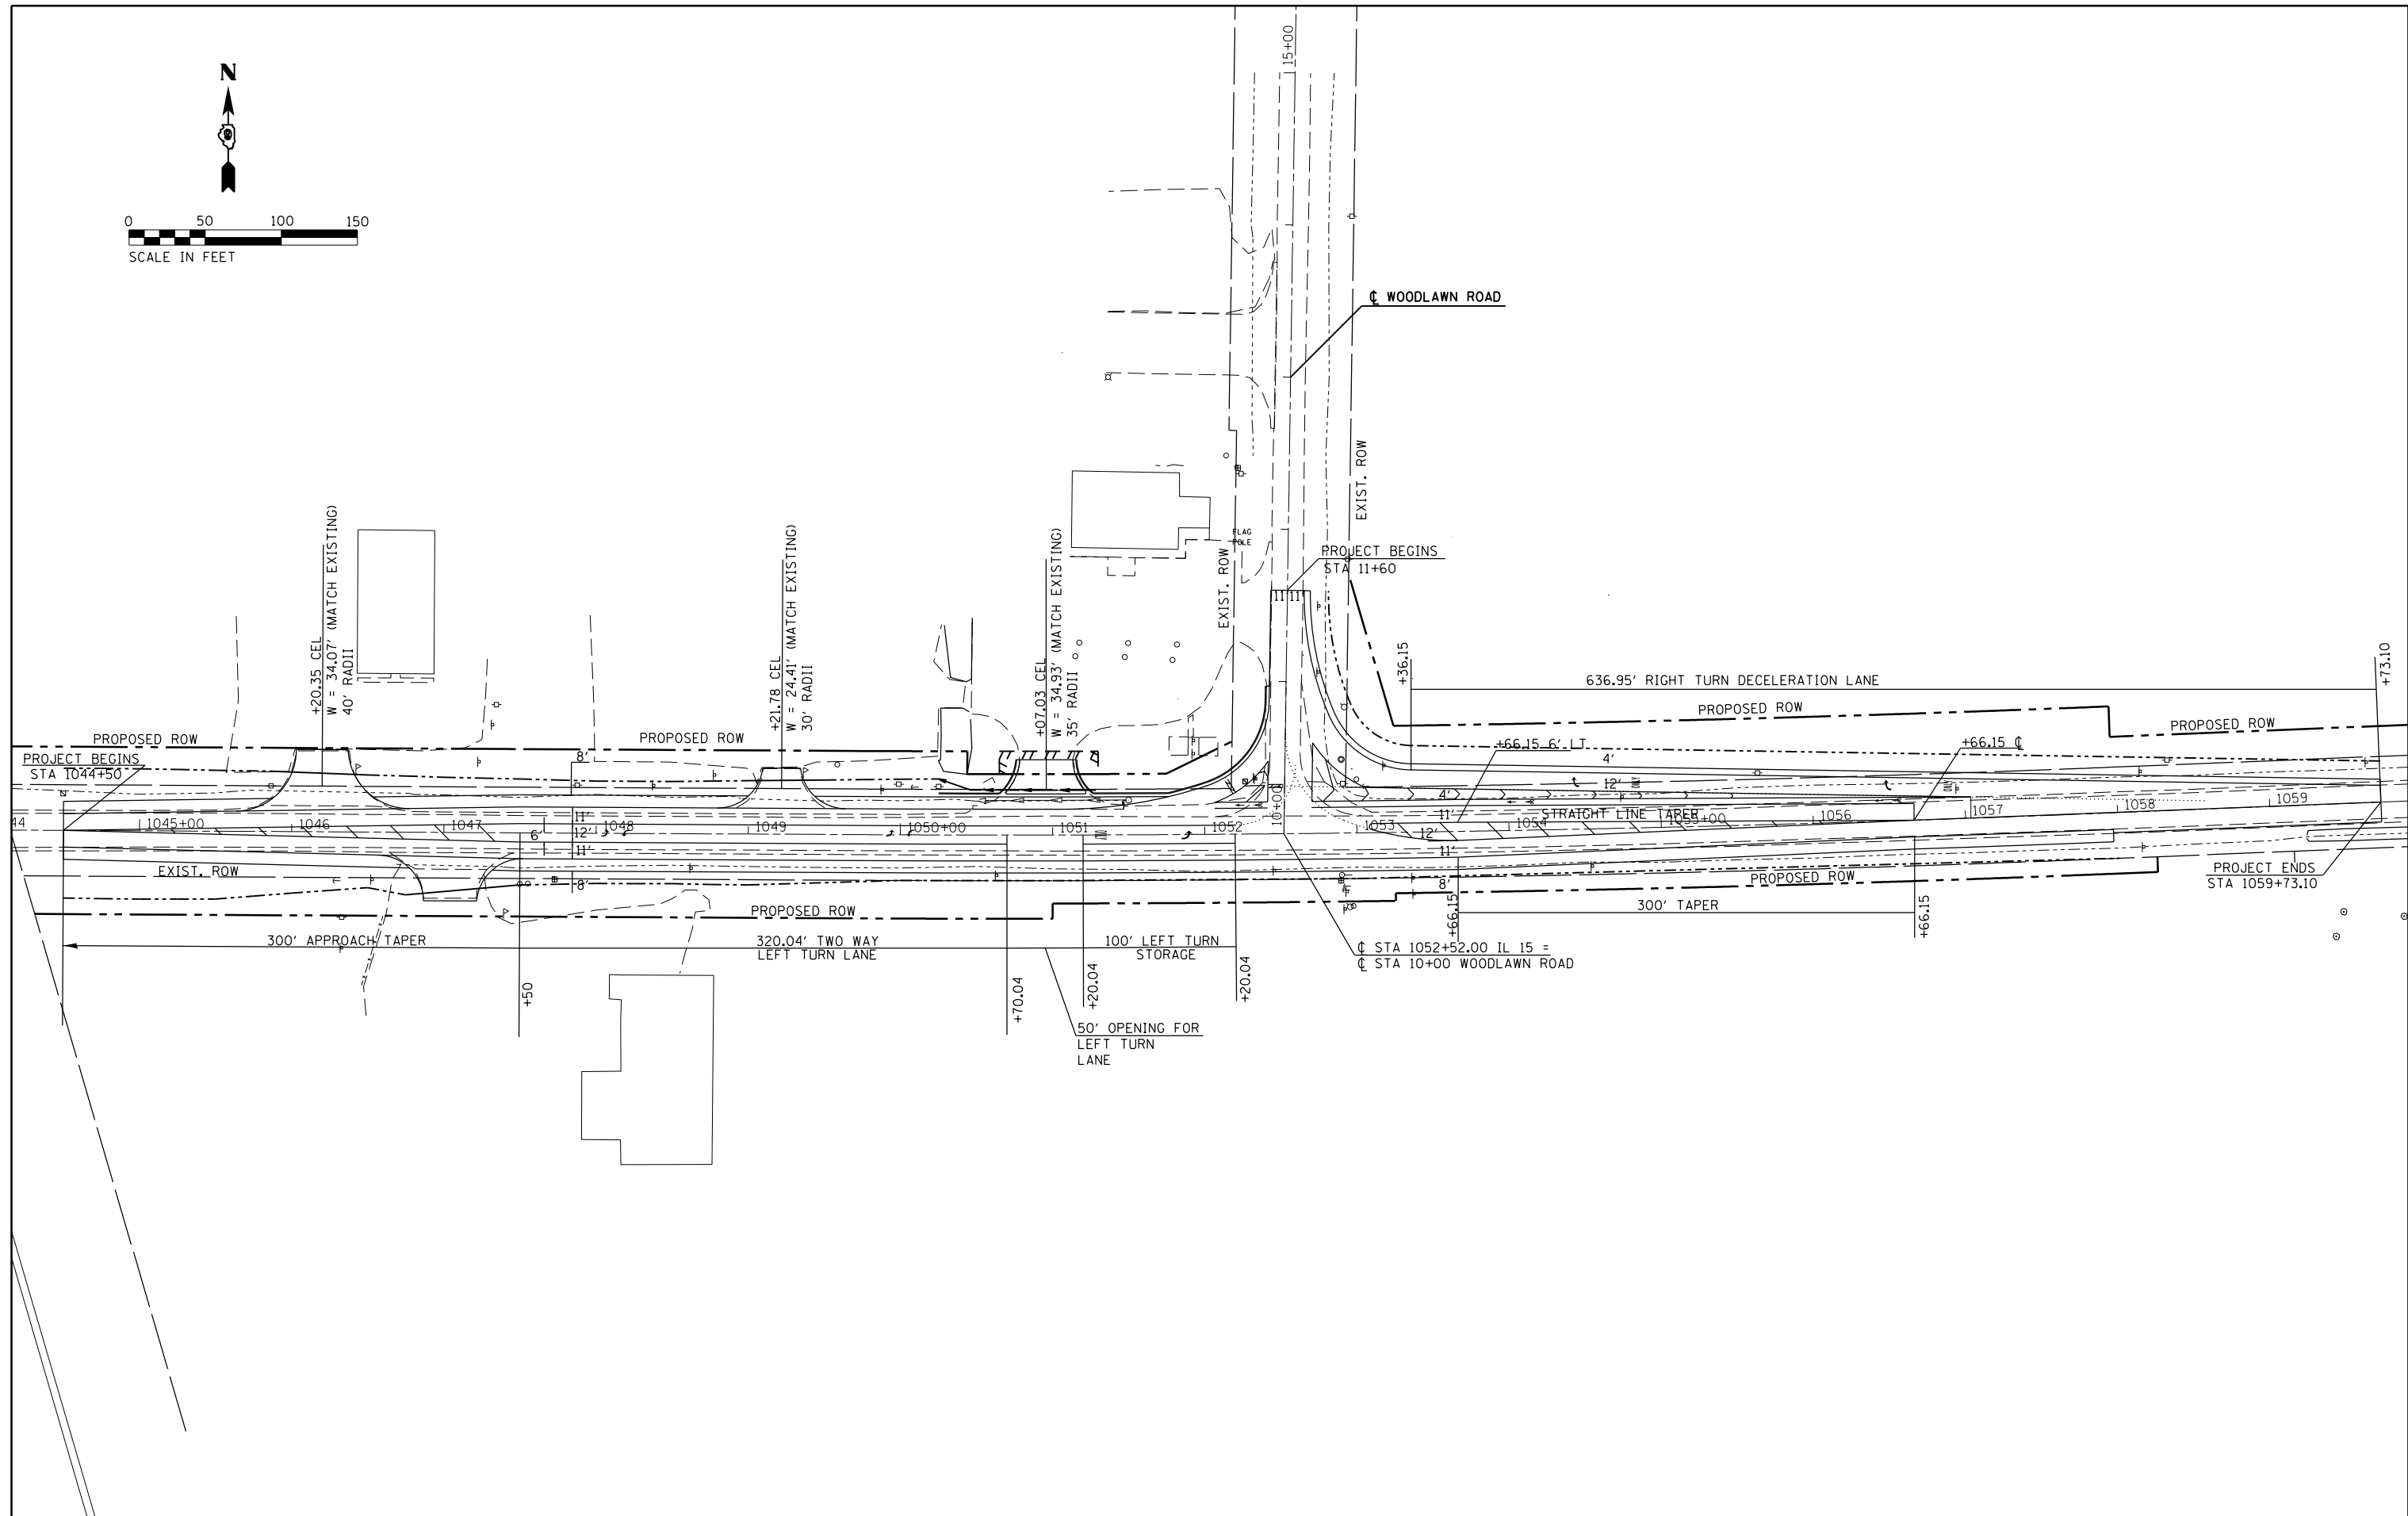 15+00
N
0 50 100 150
SCALE IN FEET
℄ WOODLAWN ROAD
EXIST. ROW
FLAG
POLE
EXIST. ROW
PROJECT BEGINS
STA 11+60
11' 11'
+20.35 CEL
W = 34.07' (MATCH EXISTING)
40' RADII
+21.78 CEL
W = 24.41' (MATCH EXISTING)
30' RADII
+07.03 CEL
W = 34.93' (MATCH EXISTING)
35' RADII
+36.15
+73.10
636.95' RIGHT TURN DECELERATION LANE
PROPOSED ROW
PROPOSED ROW
PROPOSED ROW
PROPOSED ROW
+66.15 6' LT
+66.15 ℄
PROJECT BEGINS
STA 1044+50
8'
4'
12'
4'
11'
11'
6'
12'
11'
8'
STRAIGHT LINE TAPER
12'
11'
8'
44
1045+00
1046
1047
1048
1049
1050+00
1051
1052
10+00
1053
1054
1055+00
1056
1057
1058
1059
EXIST. ROW
PROPOSED ROW
PROPOSED ROW
PROJECT ENDS
STA 1059+73.10
300' TAPER
+66.15
+66.15
300' APPROACH TAPER
320.04' TWO WAY
LEFT TURN LANE
100' LEFT TURN
STORAGE
℄ STA 1052+52.00 IL 15 =
℄ STA 10+00 WOODLAWN ROAD
+50
+70.04
+20.04
+20.04
50' OPENING FOR
LEFT TURN
LANE